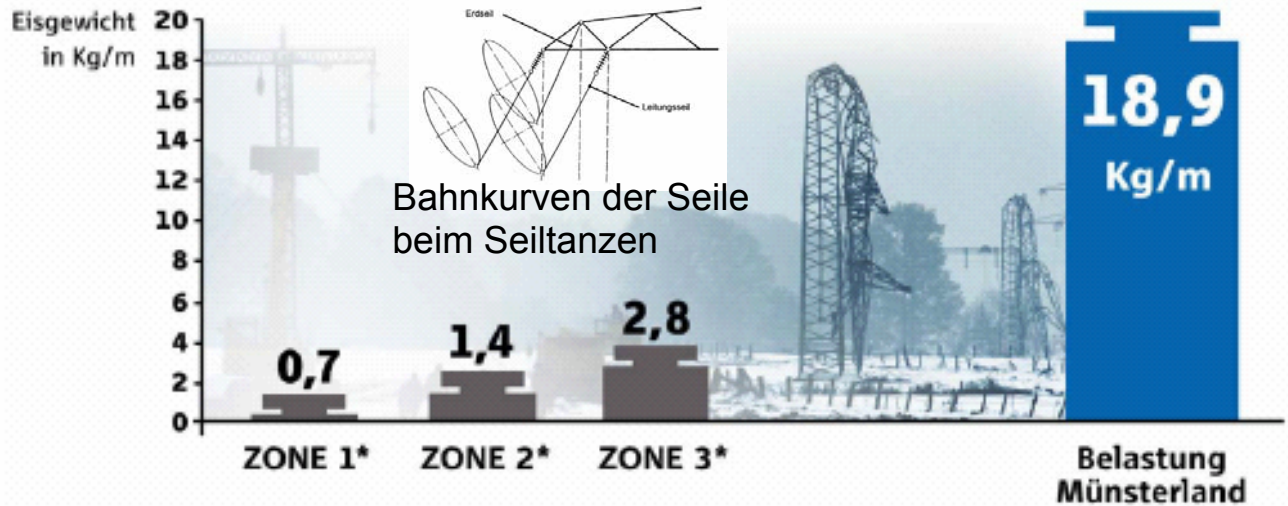 Eisgewicht
in Kg/m
20
18
16
14
12
10
8
6
4
2
0
Erdseil
Leitungsseil
Bahnkurven der Seile
beim Seiltanzen
0,7
1,4
2,8
18,9
Kg/m
ZONE 1*
ZONE 2*
ZONE 3*
Belastung
Münsterland